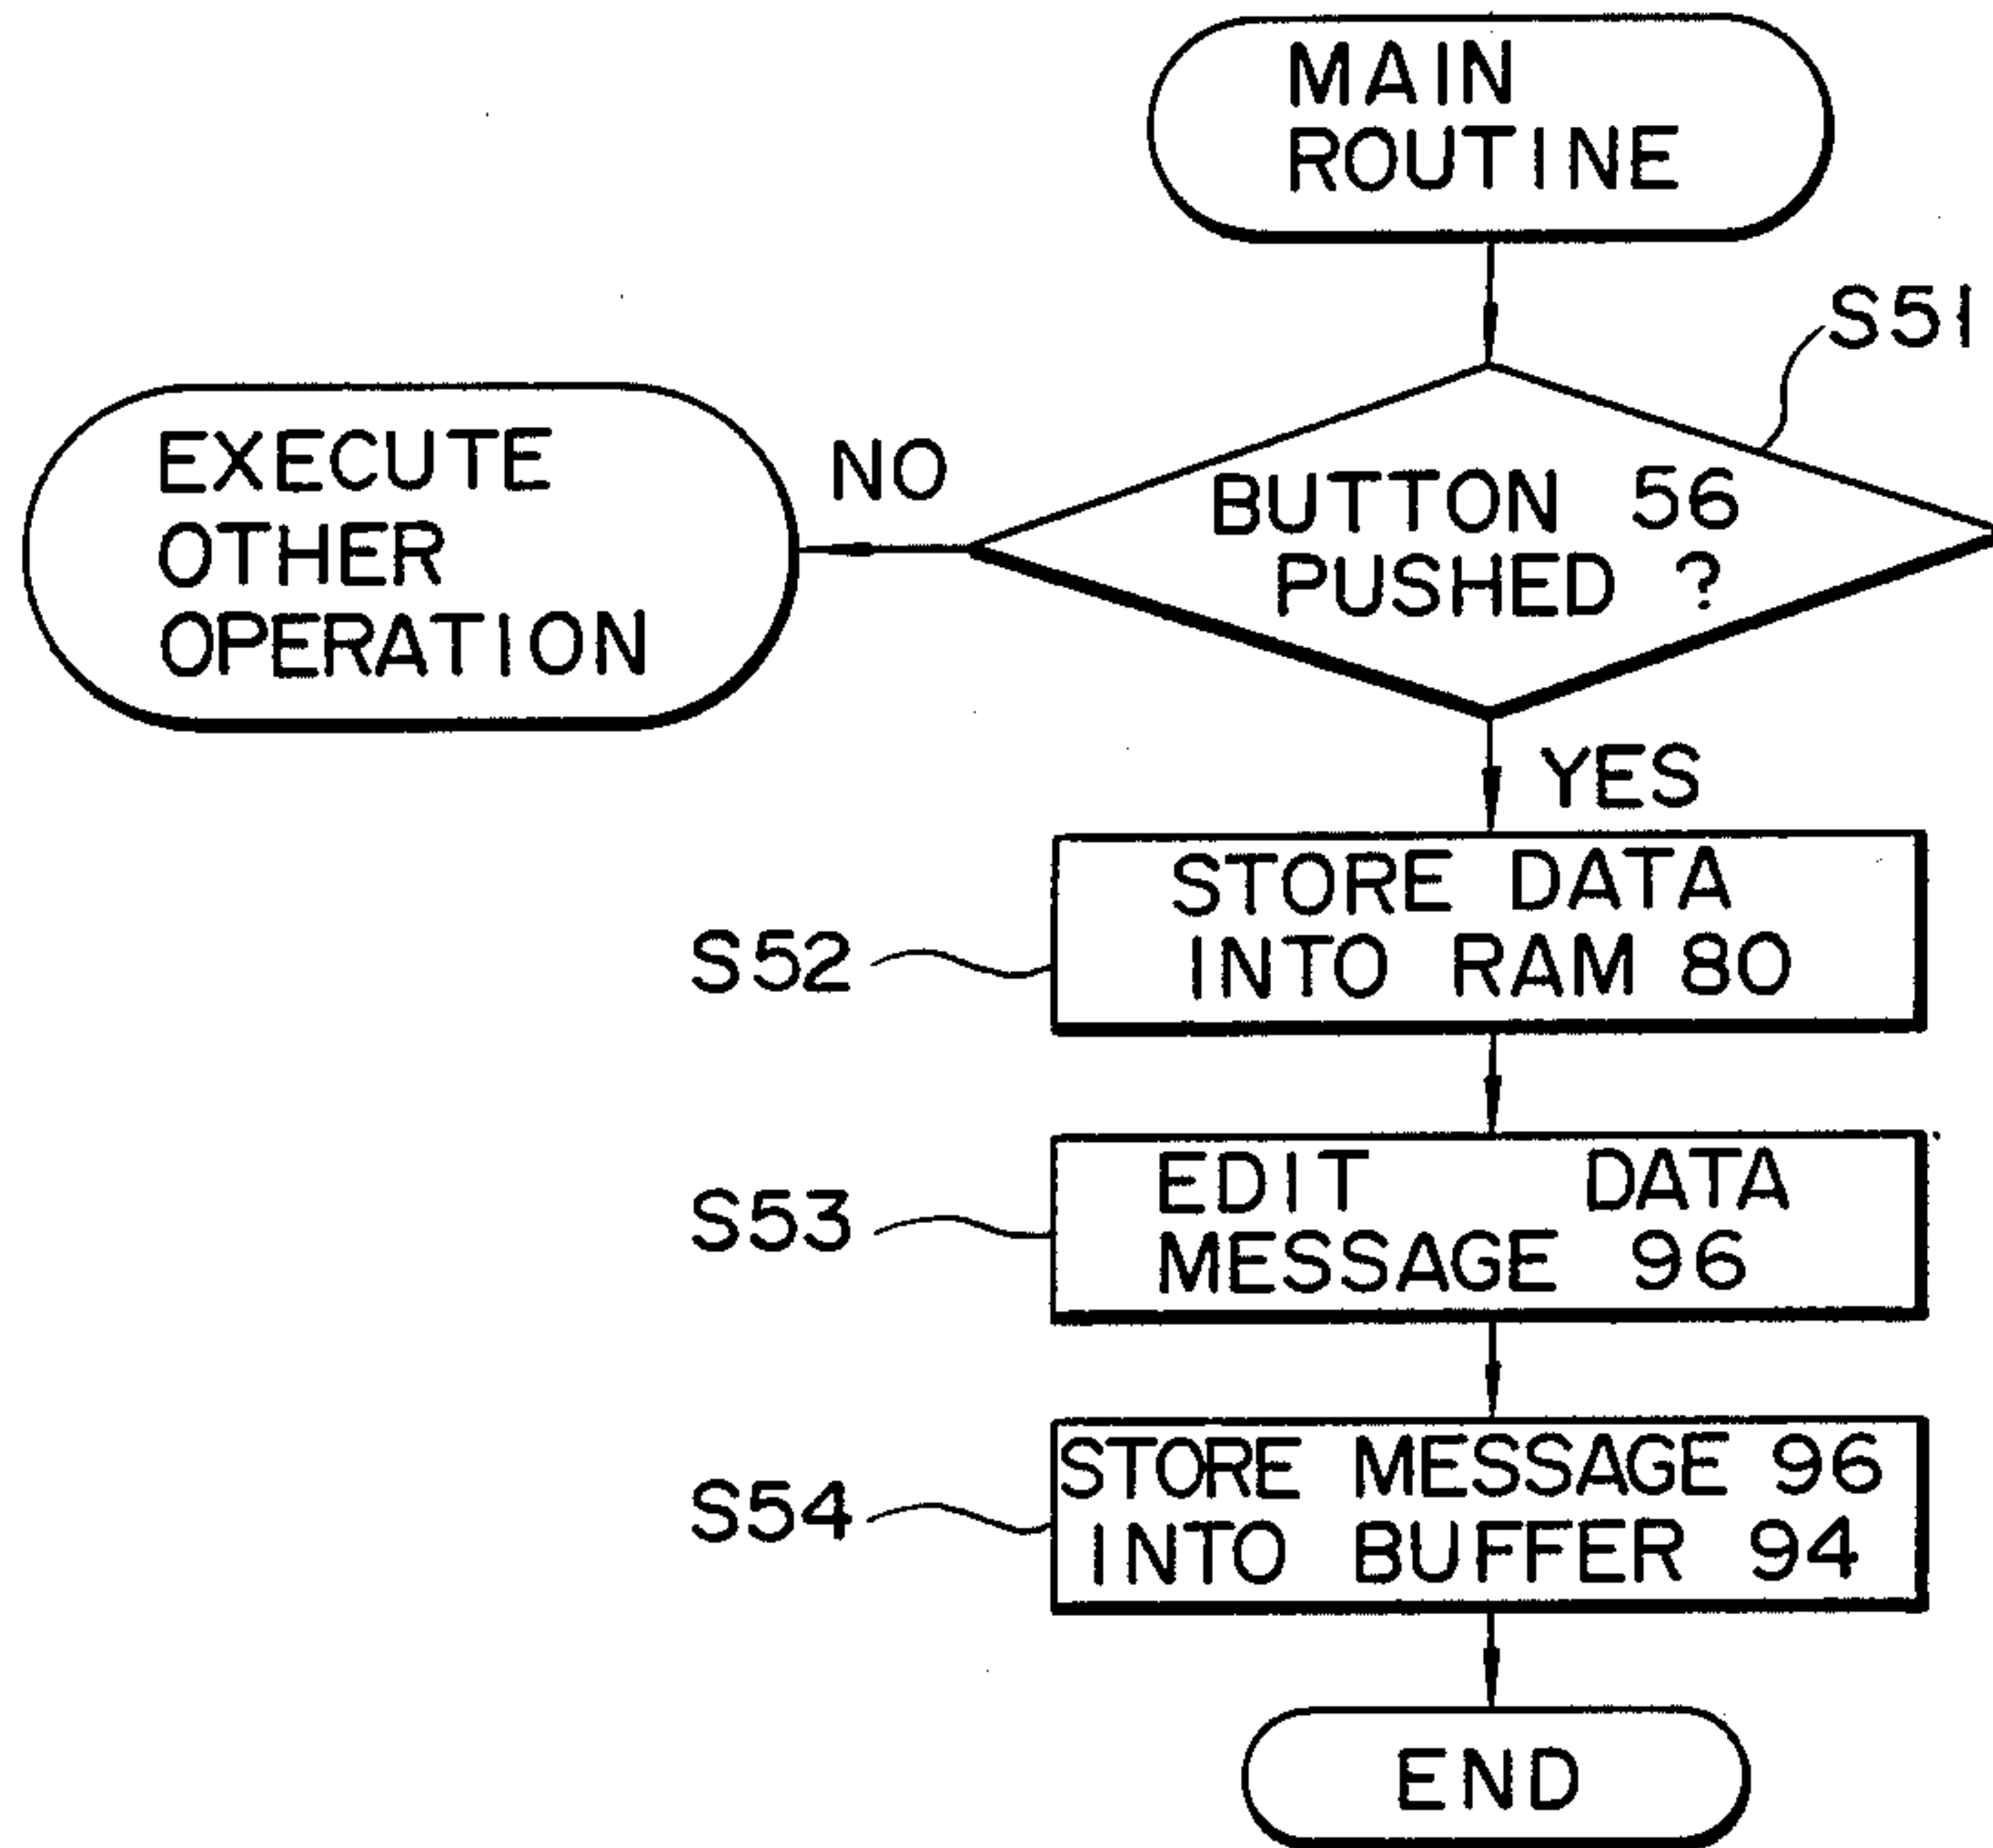 MAIN
ROUTINE
S51
BUTTON 56
PUSHED ?
NO
EXECUTE
OTHER
OPERATION
YES
S52
STORE DATA
INTO RAM 80
S53
EDIT DATA
MESSAGE 96
S54
STORE MESSAGE 96
INTO BUFFER 94
END